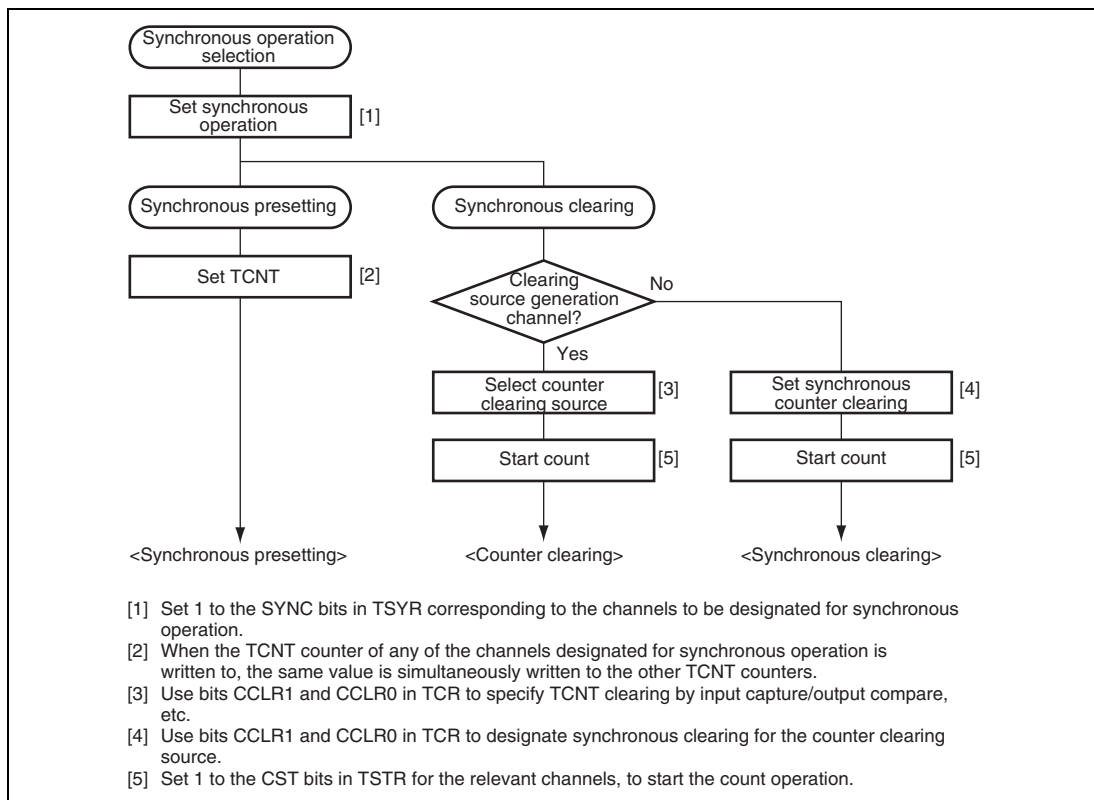 Synchronous operation
selection
Set synchronous
operation
[1]
Synchronous presetting
Synchronous clearing
Set TCNT
[2]
Clearing
source generation
channel?
No
Yes
Select counter
clearing source
[3]
Set synchronous
counter clearing
[4]
Start count
[5]
Start count
[5]
<Synchronous presetting>
<Counter clearing>
<Synchronous clearing>
[1] Set 1 to the SYNC bits in TSYR corresponding to the channels to be designated for synchronous
operation.
[2] When the TCNT counter of any of the channels designated for synchronous operation is
written to, the same value is simultaneously written to the other TCNT counters.
[3] Use bits CCLR1 and CCLR0 in TCR to specify TCNT clearing by input capture/output compare,
etc.
[4] Use bits CCLR1 and CCLR0 in TCR to designate synchronous clearing for the counter clearing
source.
[5] Set 1 to the CST bits in TSTR for the relevant channels, to start the count operation.